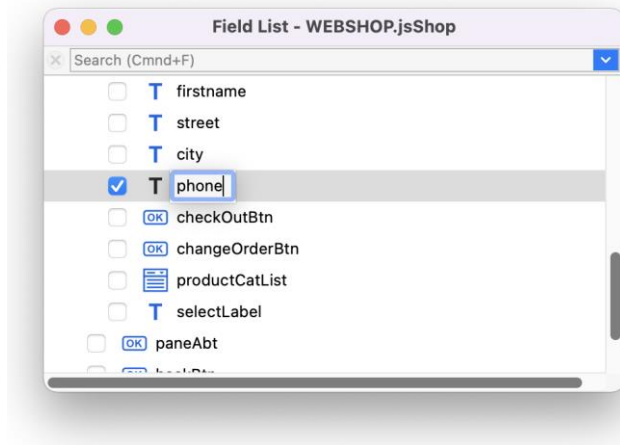 Field List - WEBSHOP.jsShop
Search (Cmnd+F)
T firstname
T street
T city
T phone
OK checkOutBtn
OK changeOrderBtn
productCatList
T selectLabel
OK paneAbt